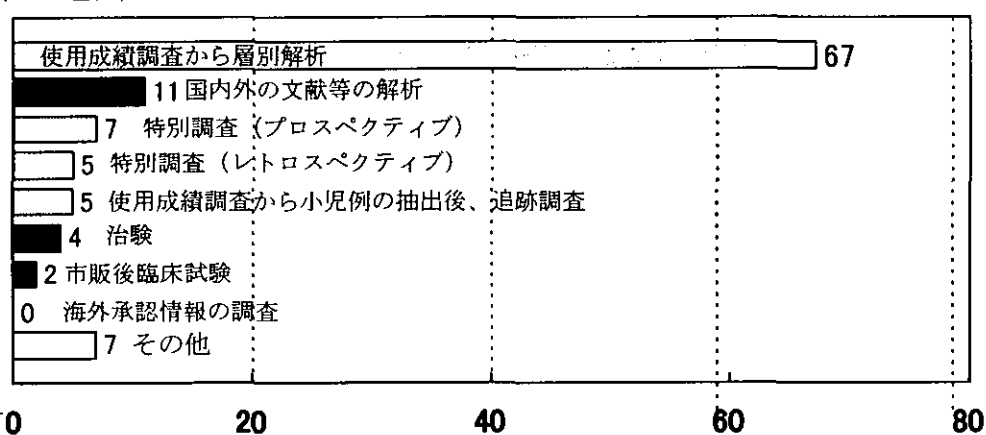 使用成績調査から層別解析 67
11 国内外の文献等の解析
7 特別調査（プロスペクティブ）
5 特別調査（レトロスペクティブ）
5 使用成績調査から小児例の抽出後、追跡調査
4 治験
2 市販後臨床試験
0 海外承認情報の調査
7 その他
0 20 40 60 80